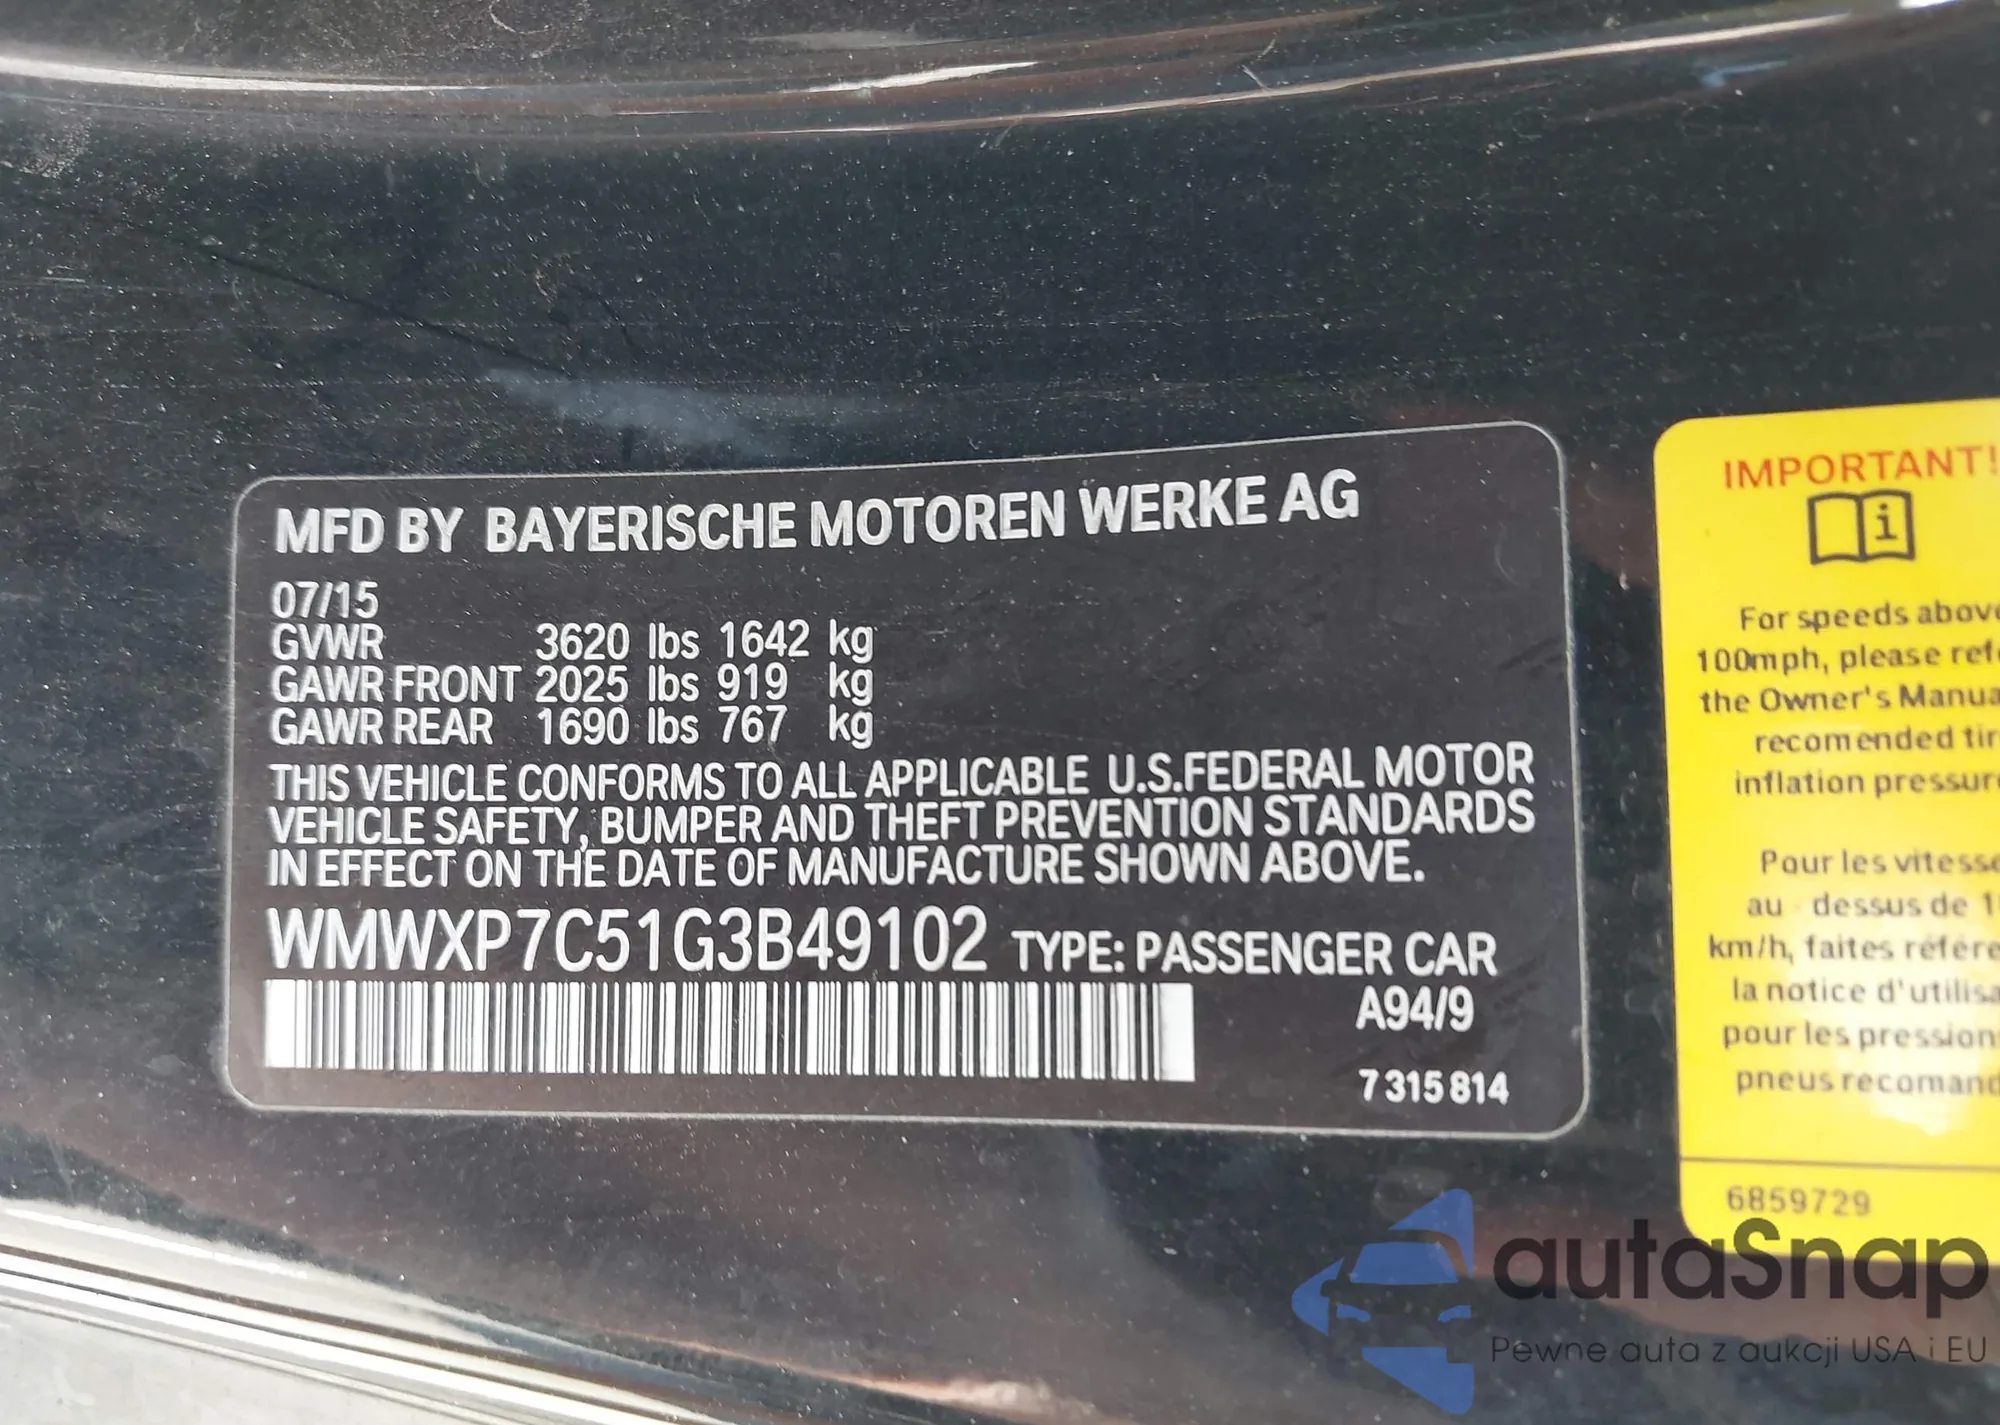 MFD BY BAYERISCHE MOTOREN WERKE AG
07/15
GVWR 3620 lbs 1642 kg
GAWR FRONT 2025 lbs 919 kg
GAWR REAR 1690 lbs 767 kg
THIS VEHICLE CONFORMS TO ALL APPLICABLE U.S.FEDERAL MOTOR
VEHICLE SAFETY, BUMPER AND THEFT PREVENTION STANDARDS
IN EFFECT ON THE DATE OF MANUFACTURE SHOWN ABOVE.
WMWXP7C51G3B49102 TYPE: PASSENGER CAR
A94/9
7 315 814
IMPORTANT!
i
For speeds above
100mph, please
the Owner's
recomended
inflation
Pour les
au dessus de
km/h, faites
la notice
pour les
pneus
6859729
autaSnap
Pewne auta z aukcji USA i EU